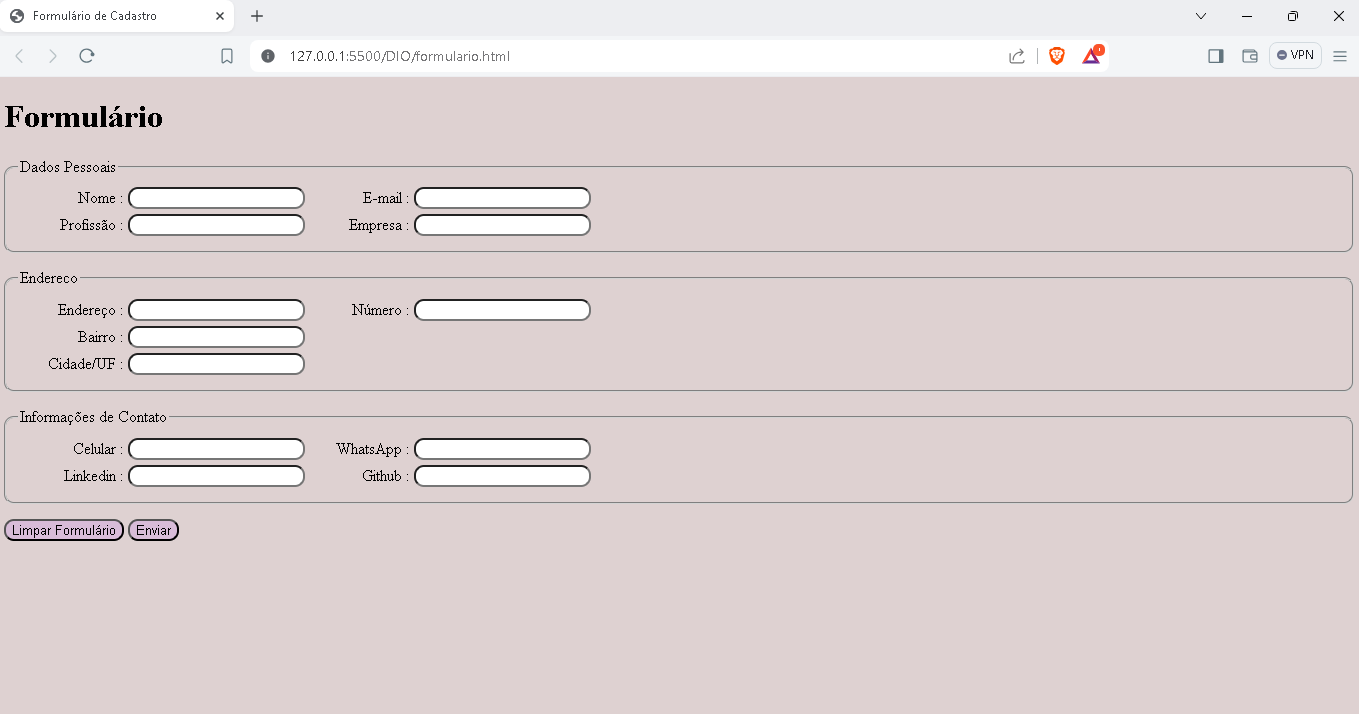 Formulário de Cadastro
127.0.0.1:5500/DIO/formulario.html
VPN
Formulário
Dados Pessoais
Nome : E-mail :
Profissão : Empresa :
Endereco
Endereço : Número :
Bairro :
Cidade/UF :
Informações de Contato
Celular : WhatsApp :
Linkedin : Github :
Limpar Formulário Enviar